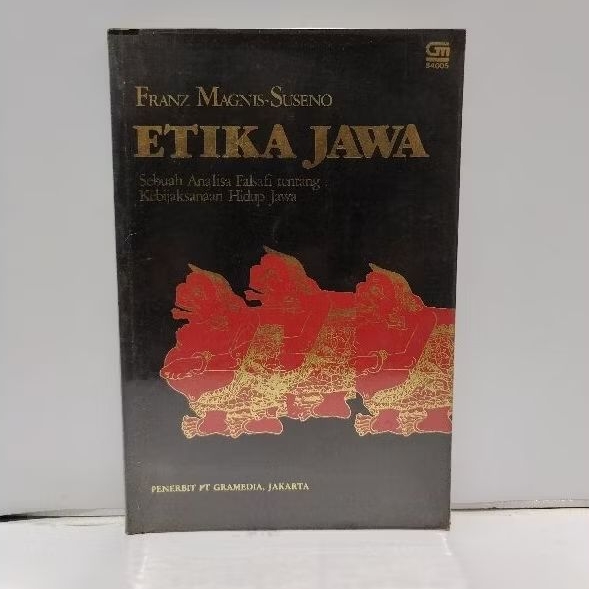 GM
84005
FRANZ MAGNIS-SUSENO
ETIKA JAWA
Sebuah Analisa Falsafi tentang
Kebijaksanaan Hidup Jawa
PENERBIT PT GRAMEDIA, JAKARTA